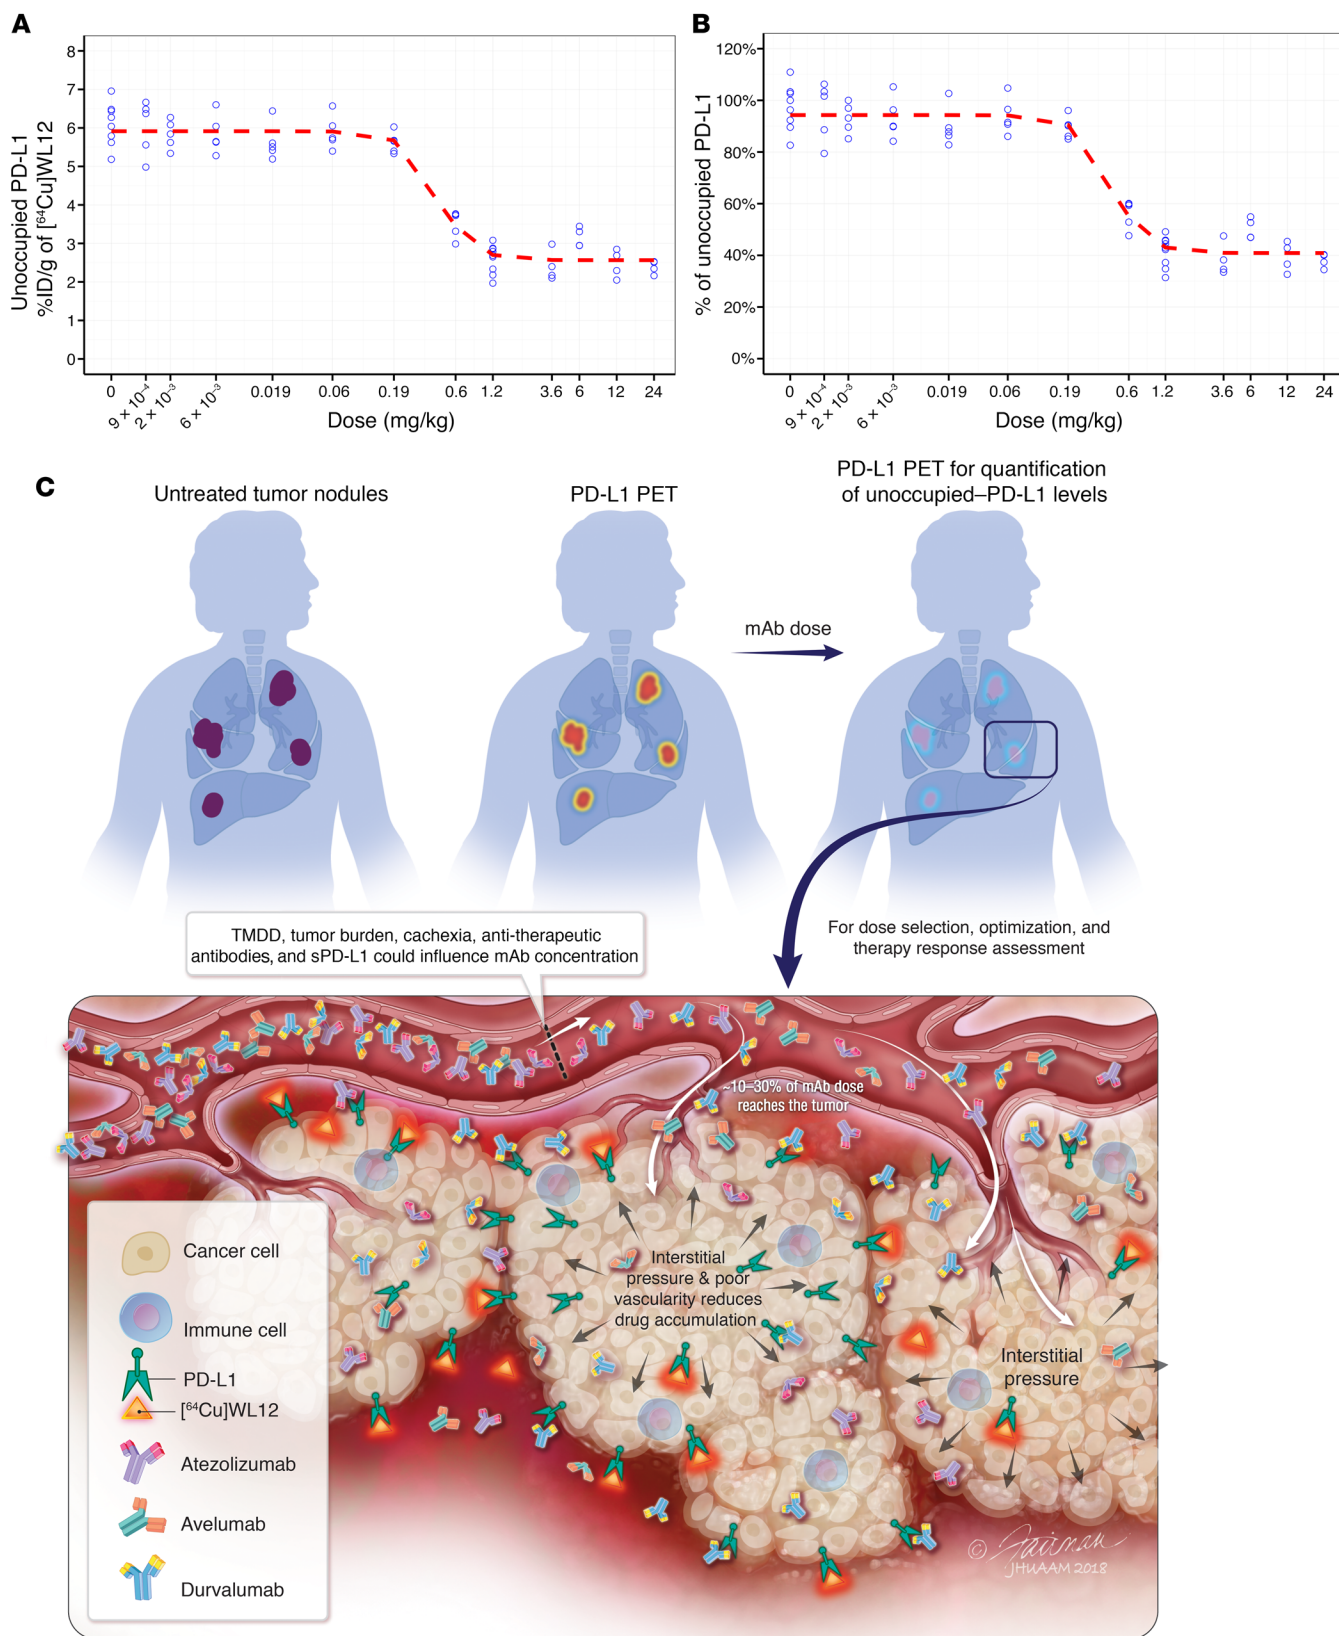 A
Unoccupied PD-L1
%ID/g of [⁶⁴Cu]WL12
8
7
6
5
4
3
2
1
0
0
9 × 10⁻⁴
2 × 10⁻³
6 × 10⁻³
0.019
0.06
0.19
0.6
1.2
3.6
6
12
24
Dose (mg/kg)
B
% of unoccupied PD-L1
120%
100%
80%
60%
40%
20%
0%
0
9 × 10⁻⁴
2 × 10⁻³
6 × 10⁻³
0.019
0.06
0.19
0.6
1.2
3.6
6
12
24
Dose (mg/kg)
C
Untreated tumor nodules
PD-L1 PET
PD-L1 PET for quantification
of unoccupied–PD-L1 levels
mAb dose
TMDD, tumor burden, cachexia, anti-therapeutic
antibodies, and sPD-L1 could influence mAb concentration
For dose selection, optimization, and
therapy response assessment
~10–30% of mAb dose
reaches the tumor
Interstitial
pressure & poor
vascularity reduces
drug accumulation
Interstitial
pressure
Cancer cell
Immune cell
PD-L1
[⁶⁴Cu]WL12
Atezolizumab
Avelumab
Durvalumab
© Fairman
JHUAAM 2018